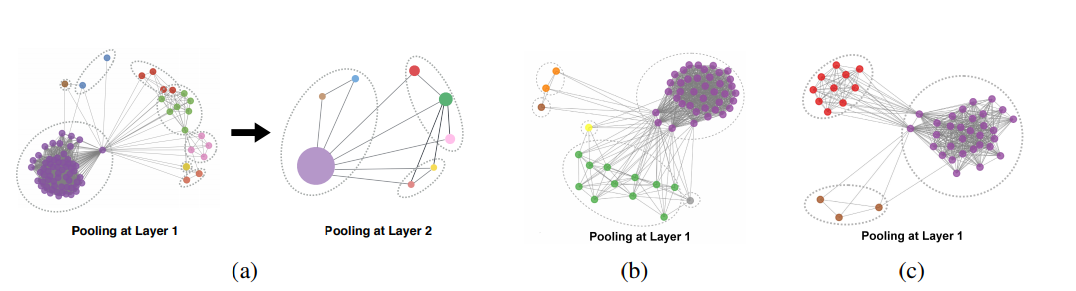 Pooling at Layer 1
Pooling at Layer 2
Pooling at Layer 1
Pooling at Layer 1
(a)
(b)
(c)